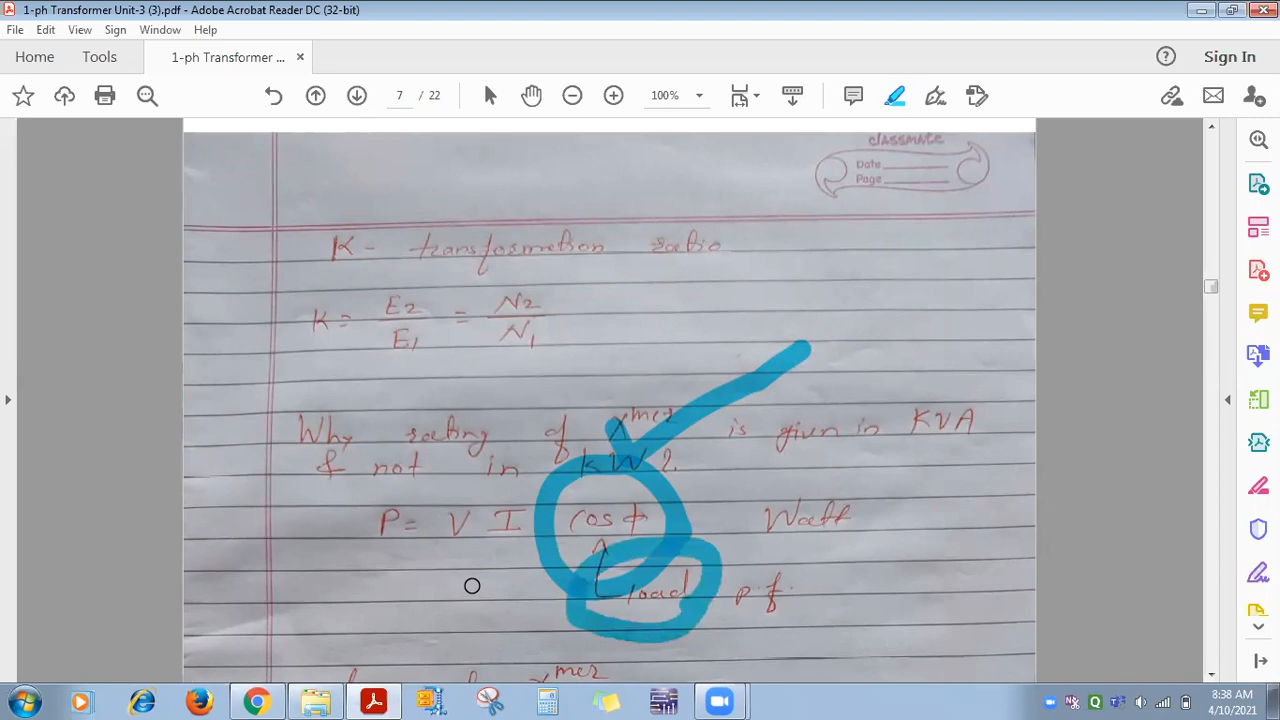 1-ph Transformer Unit-3 (3).pdf - Adobe Acrobat Reader DC (32-bit)
File Edit View Sign Window Help
Home Tools 1-ph Transformer ... × Sign In
7 / 22 100%
classmate
Date
Page
K - transformation ratio
K = E2 / E1 = N2 / N1
Why rating of Xmer is given in KVA
& not in kW?
P = V I cos ϕ Watt
load p.f.
xmer
8:38 AM
4/10/2021